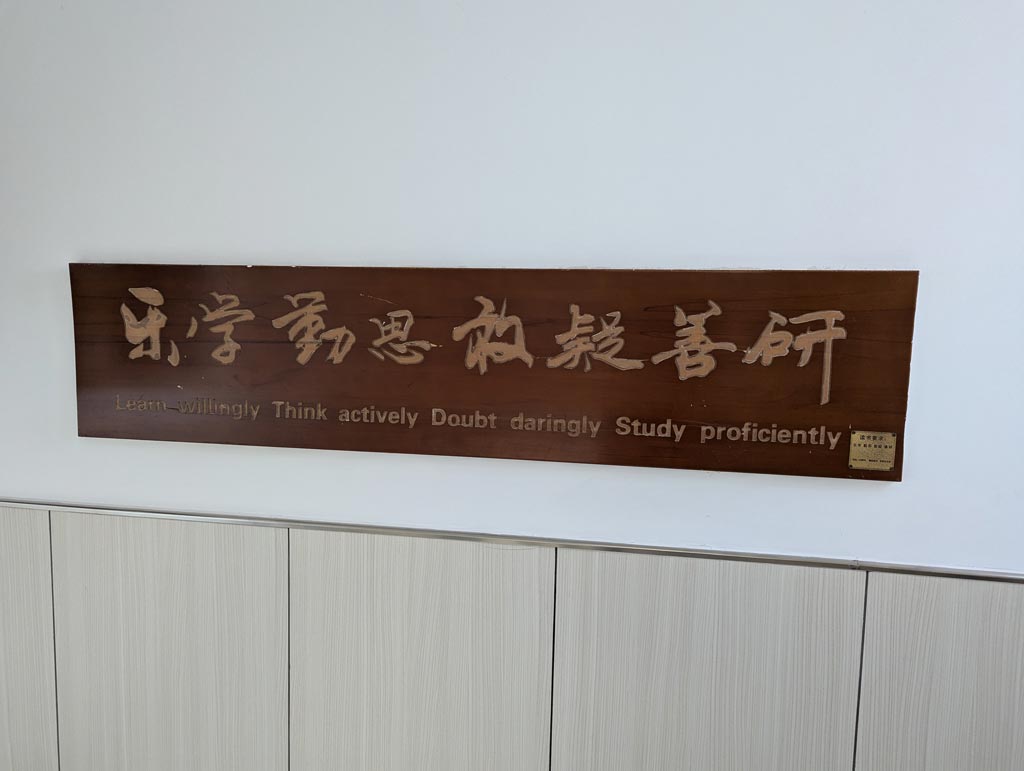 乐学勤思敢疑善研
Learn willingly Think actively Doubt daringly Study proficiently